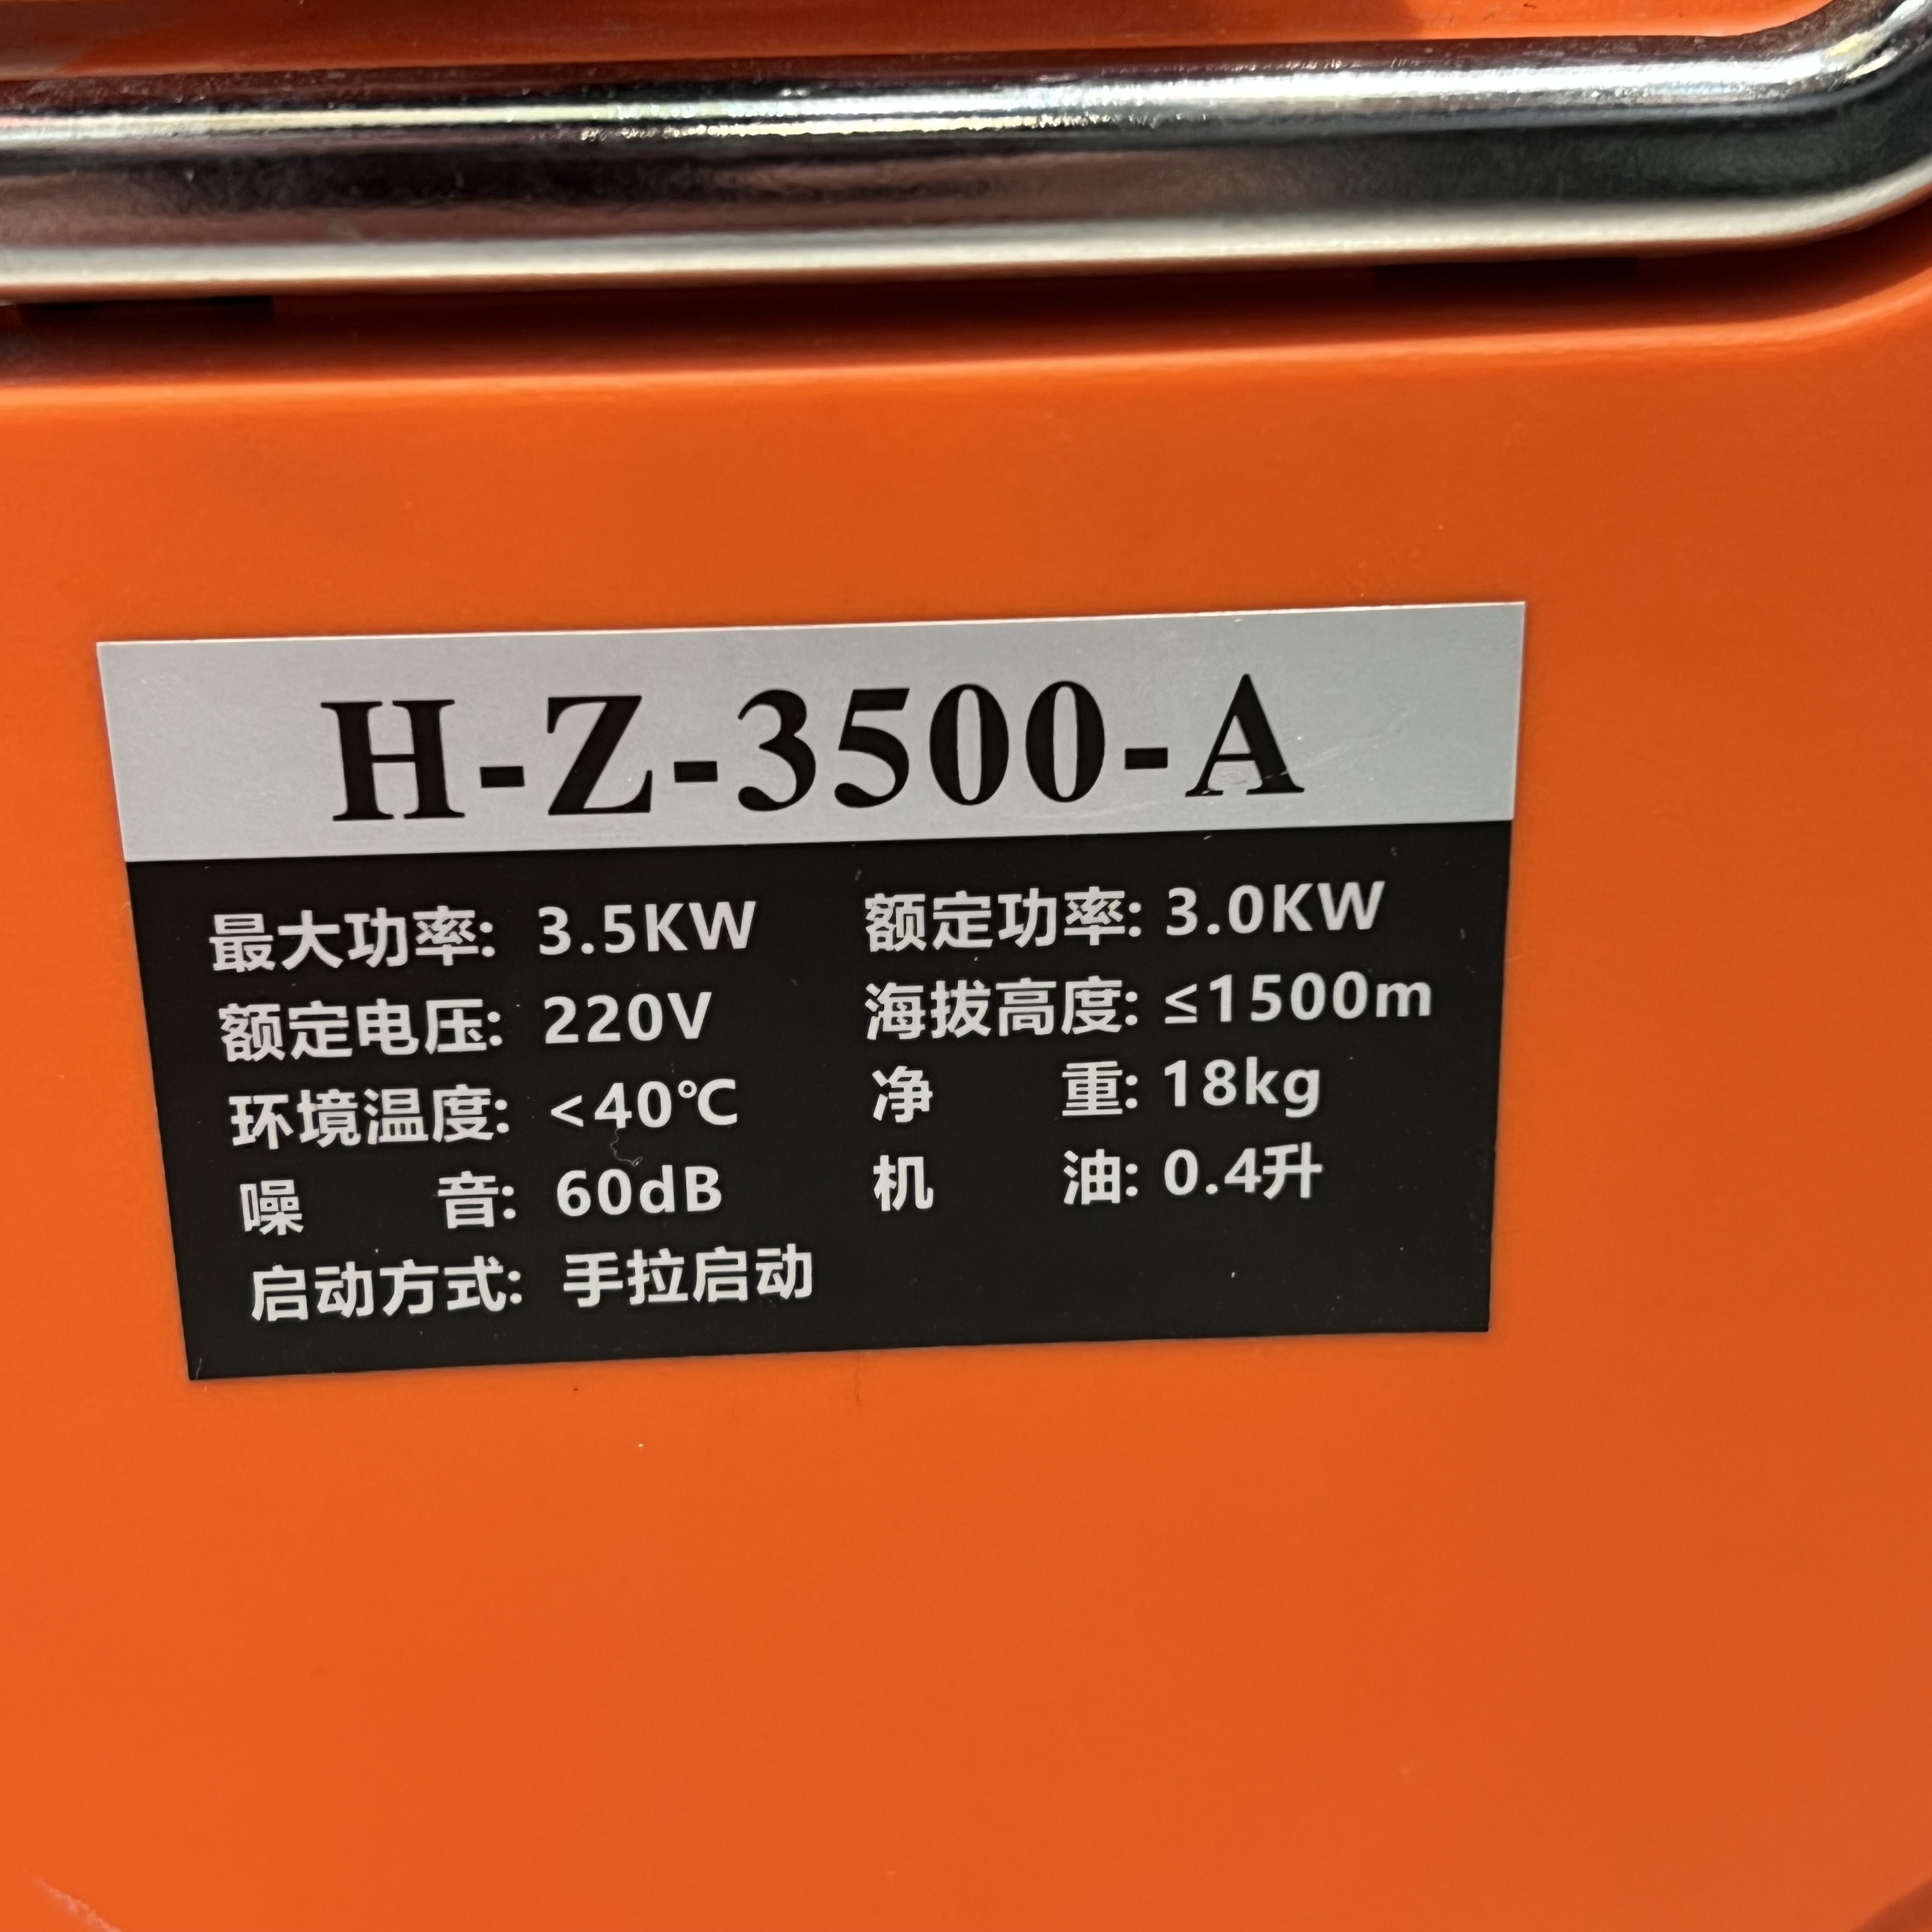 H-Z-3500-A
最大功率: 3.5KW 额定功率: 3.0KW
额定电压: 220V 海拔高度: ≤1500m
环境温度: <40℃ 净 重: 18kg
噪 音: 60dB 机 油: 0.4升
启动方式: 手拉启动